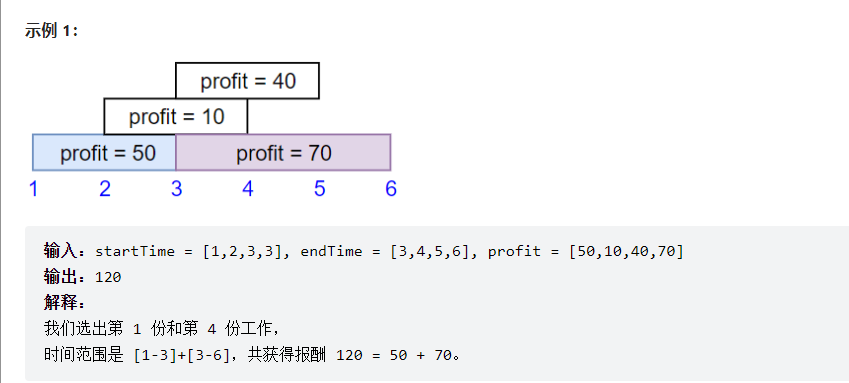 示例 1：
profit = 40
profit = 10
profit = 50 profit = 70
1 2 3 4 5 6
输入：startTime = [1,2,3,3], endTime = [3,4,5,6], profit = [50,10,40,70]
输出：120
解释：
我们选出第 1 份和第 4 份工作，
时间范围是 [1-3]+[3-6]，共获得报酬 120 = 50 + 70。